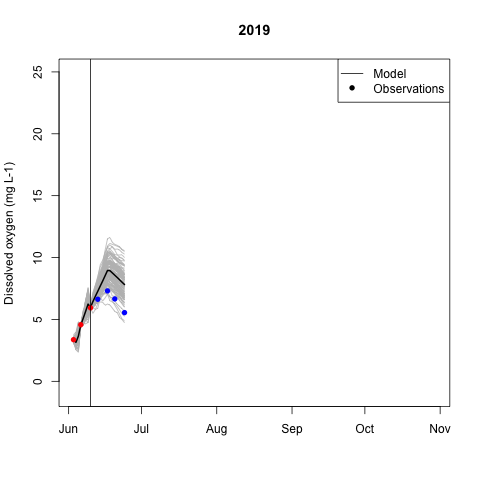 2019
Dissolved oxygen (mg L-1)
25
20
15
10
5
0
Model
Observations
Jun Jul Aug Sep Oct Nov